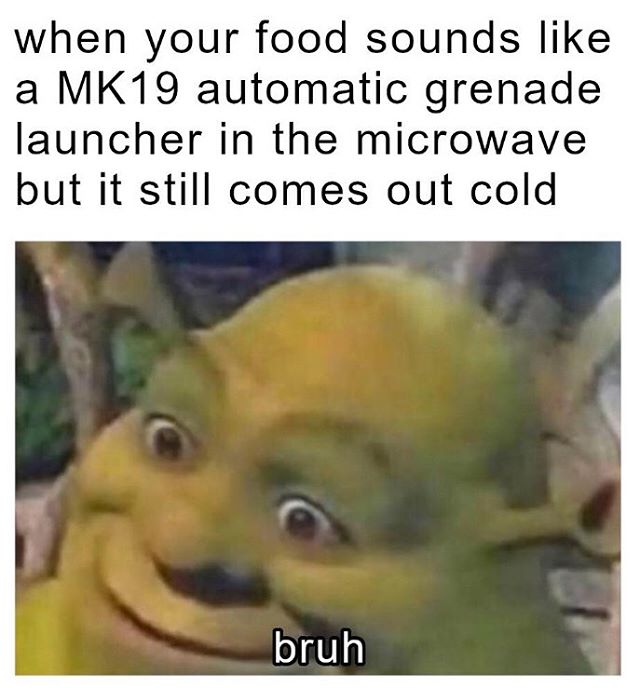 when your food sounds like
a MK19 automatic grenade
launcher in the microwave
but it still comes out cold
bruh